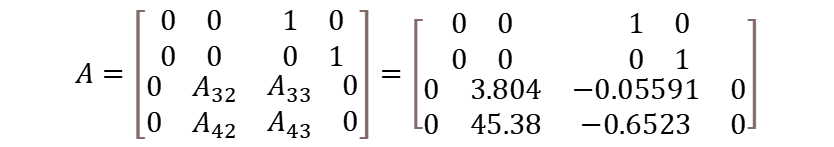 0 0 1 0 0 0 1 0
0 0 0 1 0 0 0 1
A = [ 0 A₃₂ A₃₃ 0 ] = [ 0 3.804 −0.05591 0 ]
0 A₄₂ A₄₃ 0 0 45.38 −0.6523 0